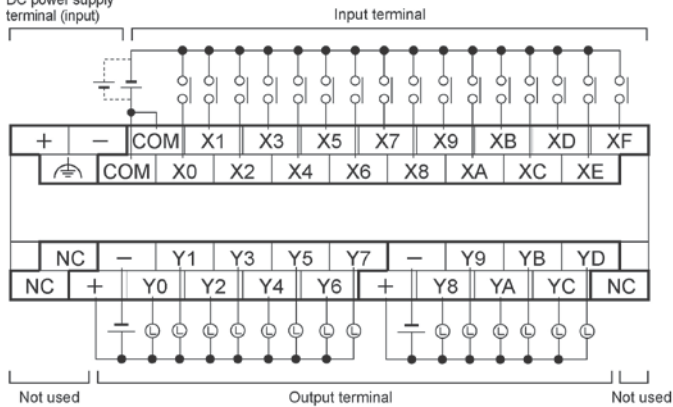 DC power supply
terminal (input)
Input terminal
+ − COM X1 X3 X5 X7 X9 XB XD XF
COM X0 X2 X4 X6 X8 XA XC XE
NC − Y1 Y3 Y5 Y7 − Y9 YB YD
NC + Y0 Y2 Y4 Y6 + Y8 YA YC NC
L L L L L L L L L L L L L L
Not used
Output terminal
Not used